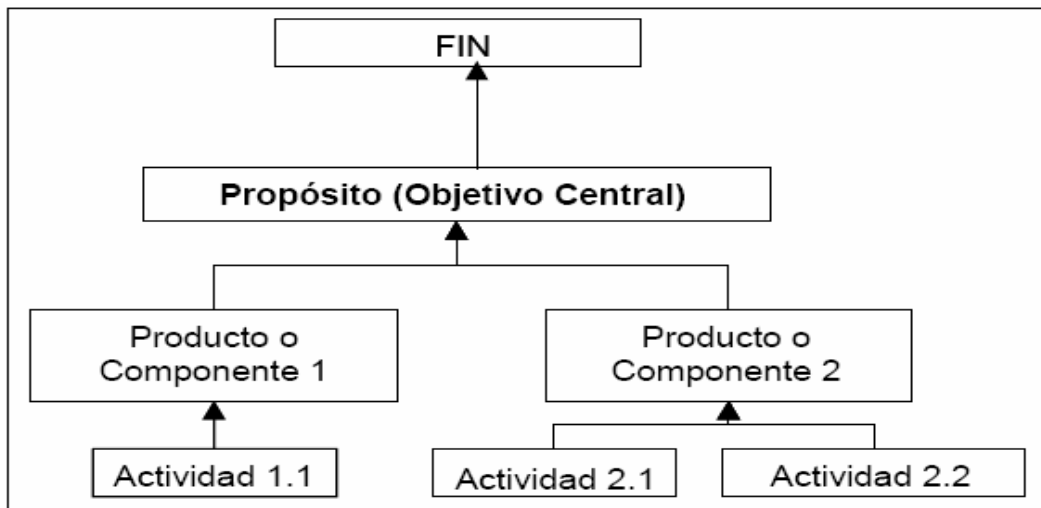 FIN
Propósito (Objetivo Central)
Producto o
Componente 1
Producto o
Componente 2
Actividad 1.1
Actividad 2.1
Actividad 2.2